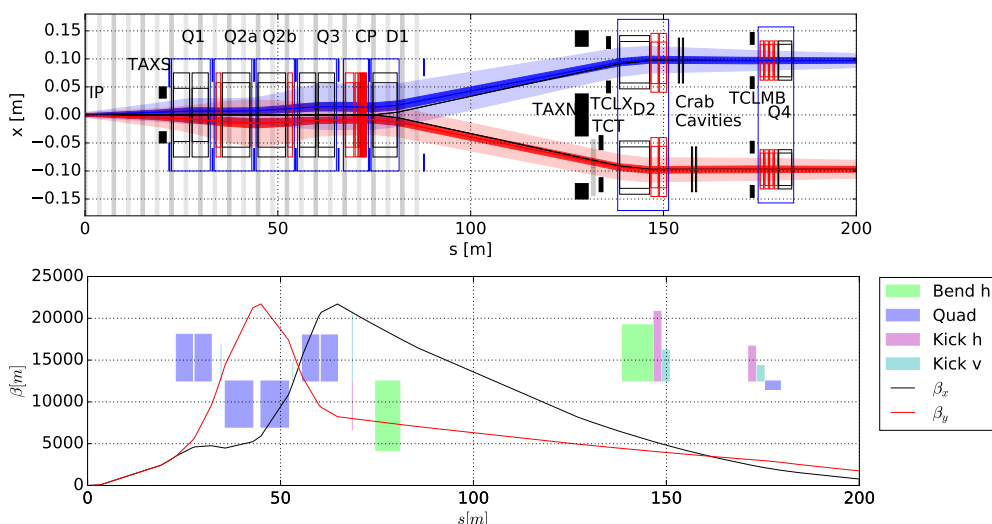 0.15
0.10
0.05
0.00
−0.05
−0.10
−0.15
x [m]
Q1 Q2a Q2b Q3 CP D1
TAXS
IP
TAXN
TCLX
D2
TCT
Crab
Cavities
TCLMB
Q4
0 50 100 150 200
s [m]
25000
20000
15000
10000
5000
0
β[m]
0 50 100 150 200
s[m]
Bend h
Quad
Kick h
Kick v
βx
βy